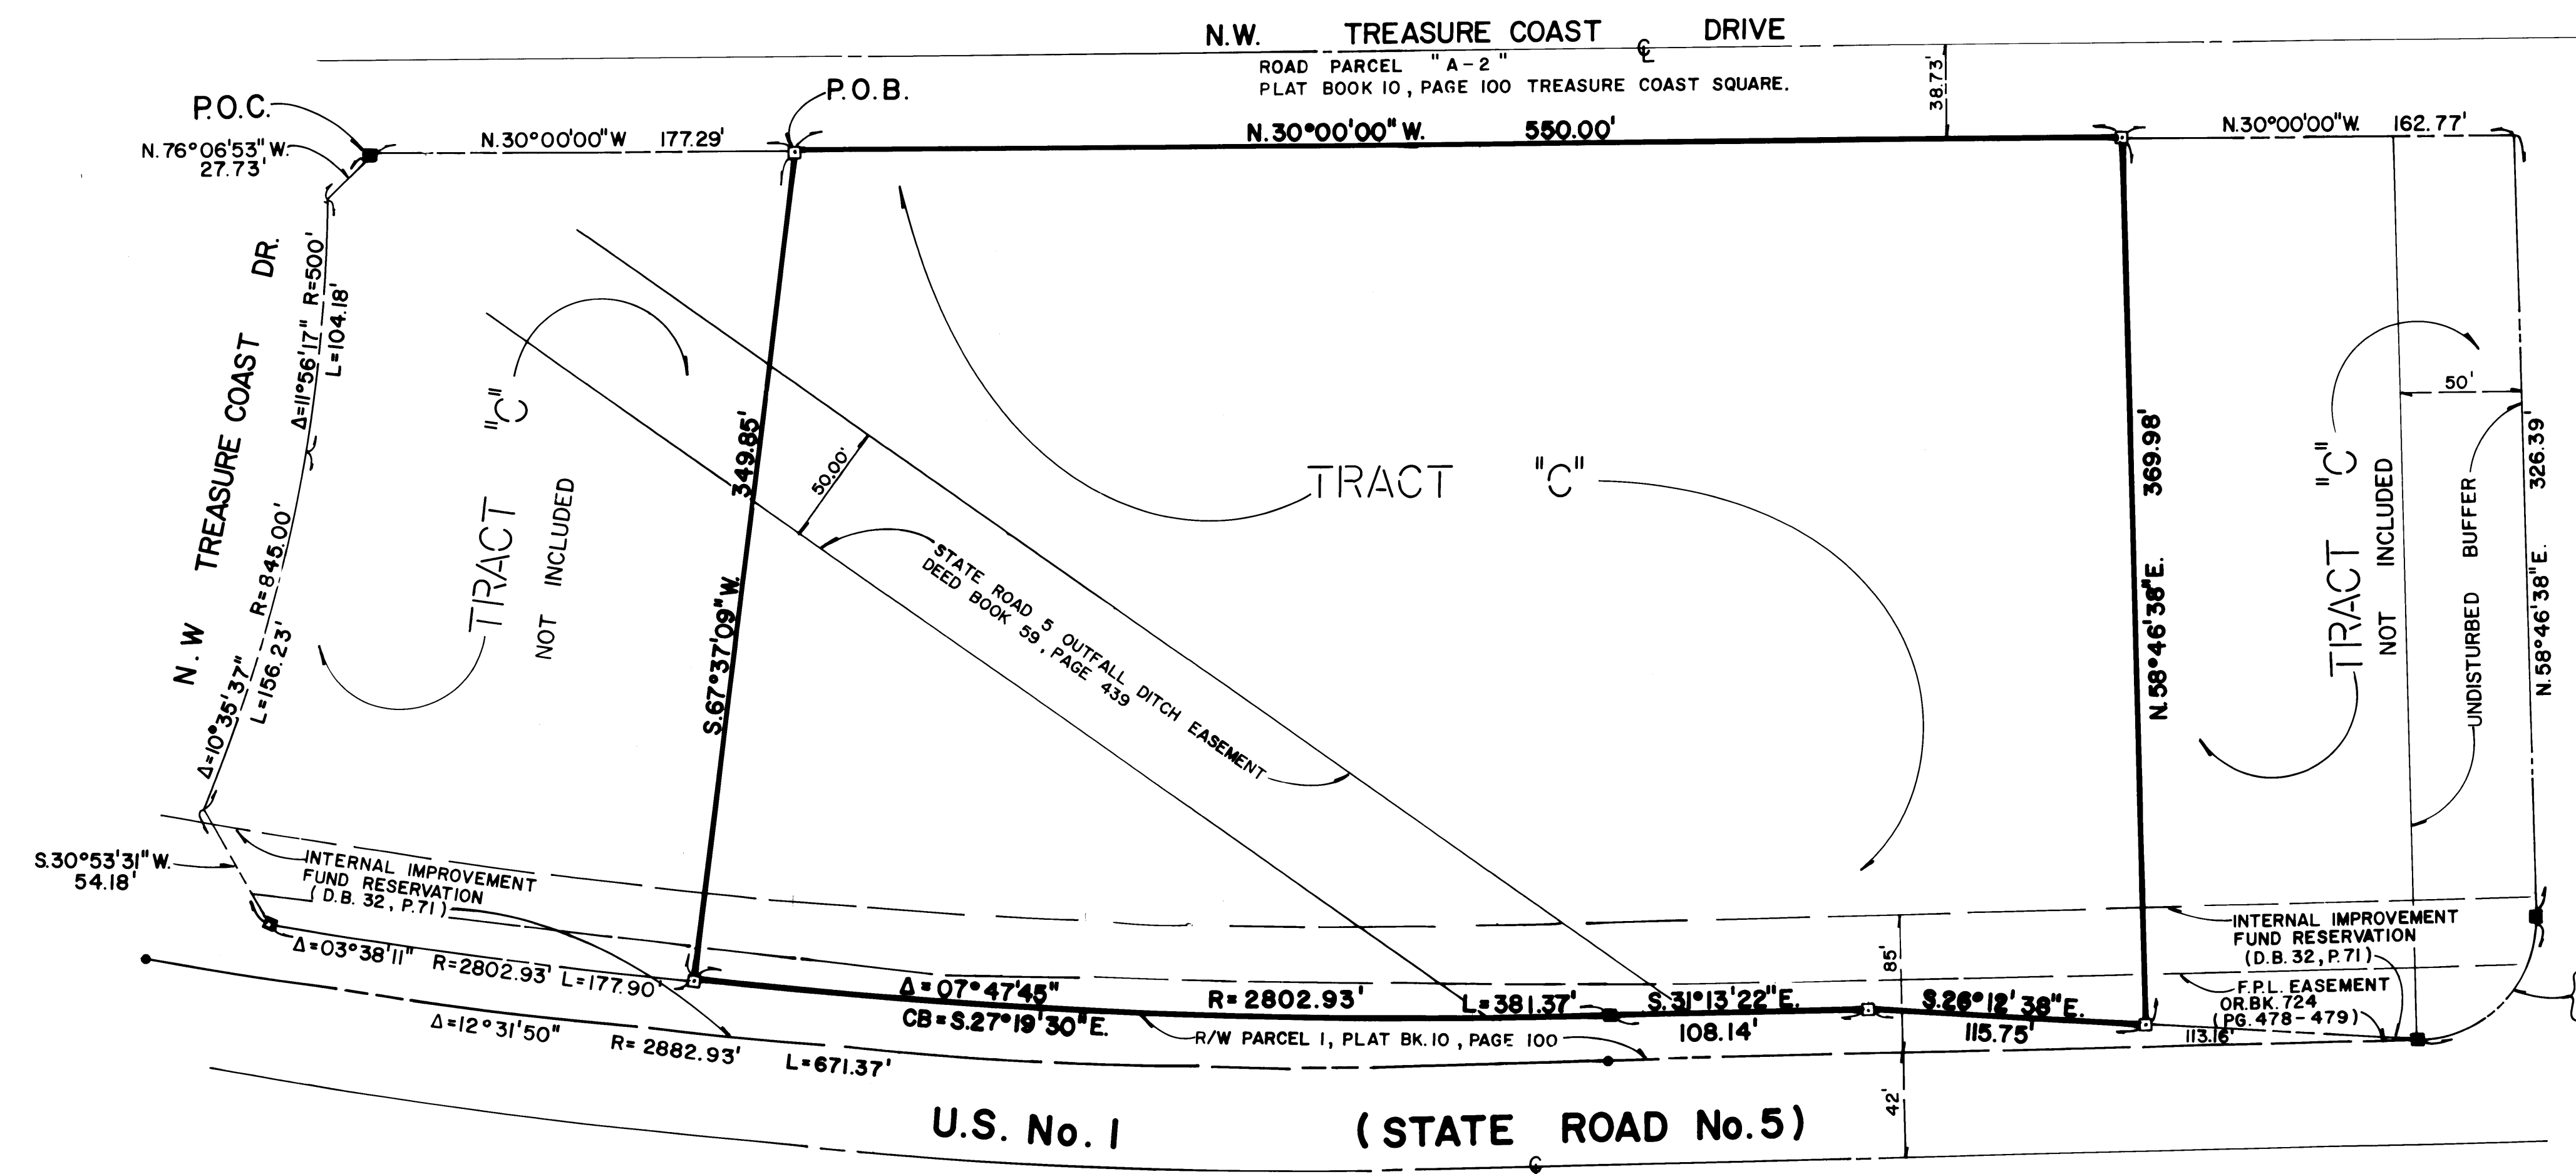 N.W. TREASURE COAST DRIVE
℄
ROAD PARCEL "A-2"
PLAT BOOK 10, PAGE 100 TREASURE COAST SQUARE.
38.73'
P.O.C.
P.O.B.
N.76°06'53"W.
27.73'
N.30°00'00"W 177.29'
N.30°00'00"W. 550.00'
N.30°00'00"W. 162.77'
N.W TREASURE COAST DR.
Δ=11°56'17" R=500'
L=104.18'
Δ=10°35'37" R=845.00'
L=156.23'
TRACT "C"
NOT INCLUDED
S.67°37'09"W. 349.85'
50.00'
STATE ROAD 5 OUTFALL DITCH EASEMENT
DEED BOOK 59, PAGE 439
TRACT "C"
N.58°46'38"E. 369.98'
TRACT "C"
NOT INCLUDED
50'
UNDISTURBED BUFFER
N.58°46'38"E. 326.39'
S.30°53'31"W.
54.18'
INTERNAL IMPROVEMENT
FUND RESERVATION
(D.B. 32, P.71)
Δ=03°38'11" R=2802.93' L=177.90'
Δ=12°31'50" R=2882.93' L=671.37'
Δ=07°47'45" R=2802.93' L=381.37'
CB=S.27°19'30"E.
R/W PARCEL 1, PLAT BK.10, PAGE 100
S.31°13'22"E.
108.14'
S.26°12'38"E.
115.75'
85'
42'
INTERNAL IMPROVEMENT
FUND RESERVATION
(D.B. 32, P.71)
F.P.L. EASEMENT
OR.BK. 724
(PG. 478-479)
113.16'
U.S. No. 1 (STATE ROAD No. 5)
℄